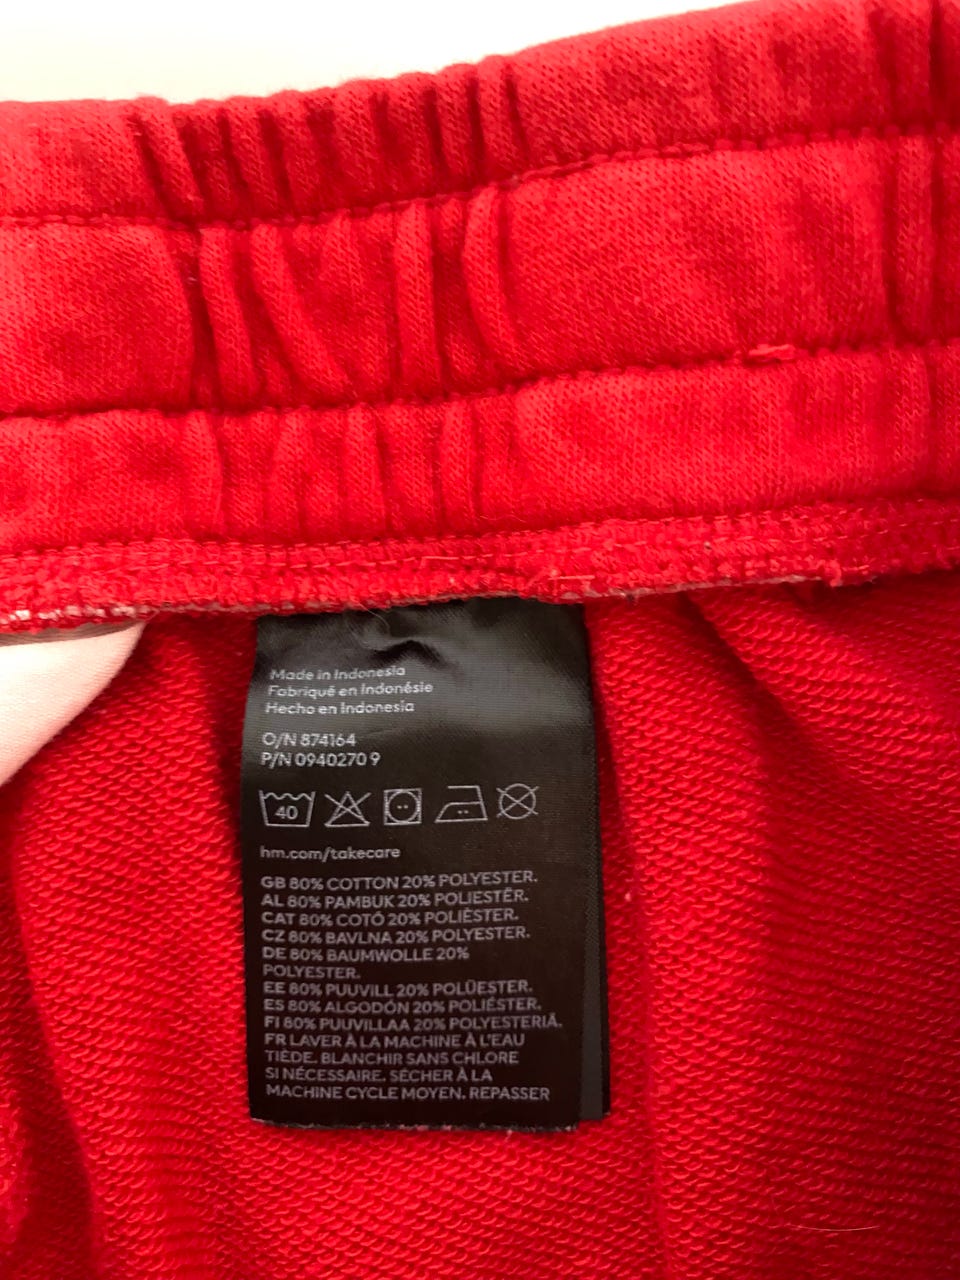 Made in Indonesia
Fabriqué en Indonésie
Hecho en Indonesia
O/N 874164
P/N 0940270 9
40
hm.com/takecare
GB 80% COTTON 20% POLYESTER.
AL 80% PAMBUK 20% POLIESTËR.
CAT 80% COTÓ 20% POLIÈSTER.
CZ 80% BAVLNA 20% POLYESTER.
DE 80% BAUMWOLLE 20%
POLYESTER.
EE 80% PUUVILL 20% POLÜESTER.
ES 80% ALGODÓN 20% POLIÉSTER.
FI 80% PUUVILLAA 20% POLYESTERIÄ.
FR LAVER À LA MACHINE À L'EAU
TIÈDE. BLANCHIR SANS CHLORE
SI NÉCESSAIRE. SÉCHER À LA
MACHINE CYCLE MOYEN. REPASSER